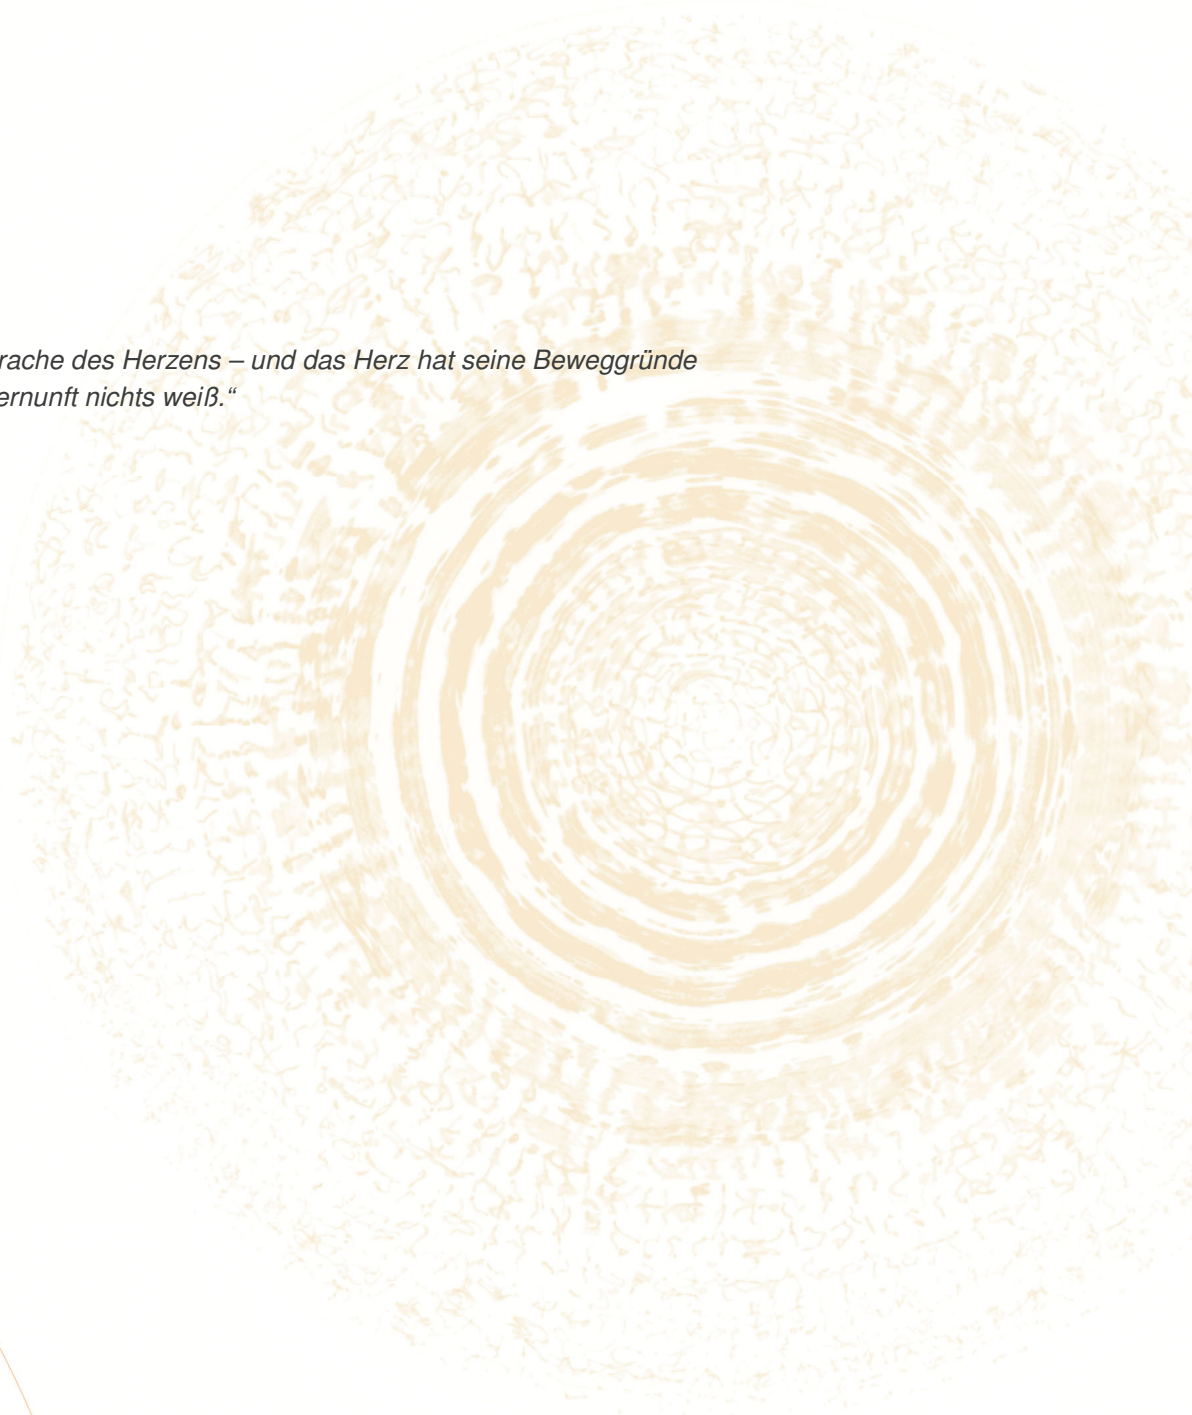 rache des Herzens – und das Herz hat seine Beweggründe
ernunft nichts weiß.“